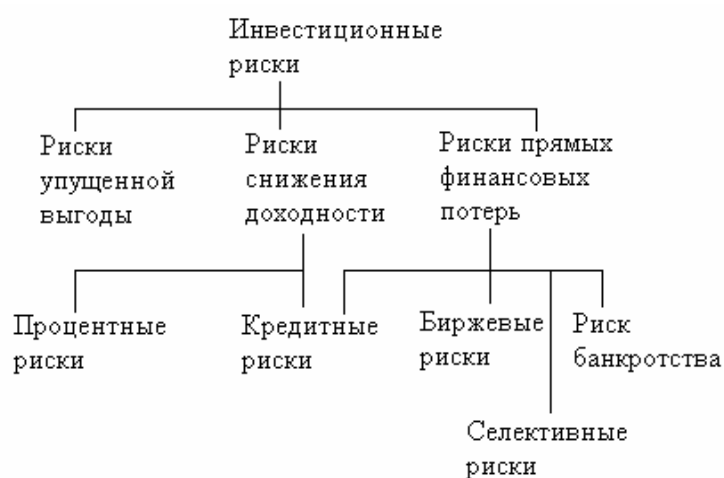 Инвестиционные
риски
Риски
упущенной
выгоды
Риски
снижения
доходности
Риски прямых
финансовых
потерь
Процентные
риски
Кредитные
риски
Биржевые
риски
Риск
банкротства
Селективные
риски